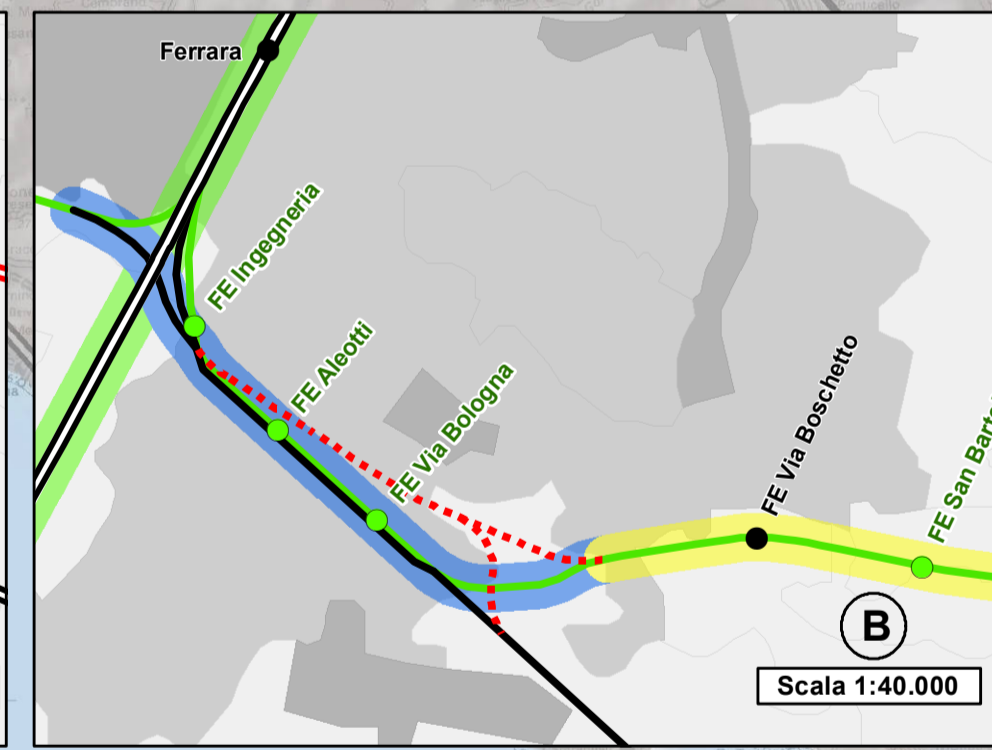 Ferrara
FE Ingegneria
FE Aleotti
FE Via Bologna
FE Via Boschetto
B
Scala 1:40.000